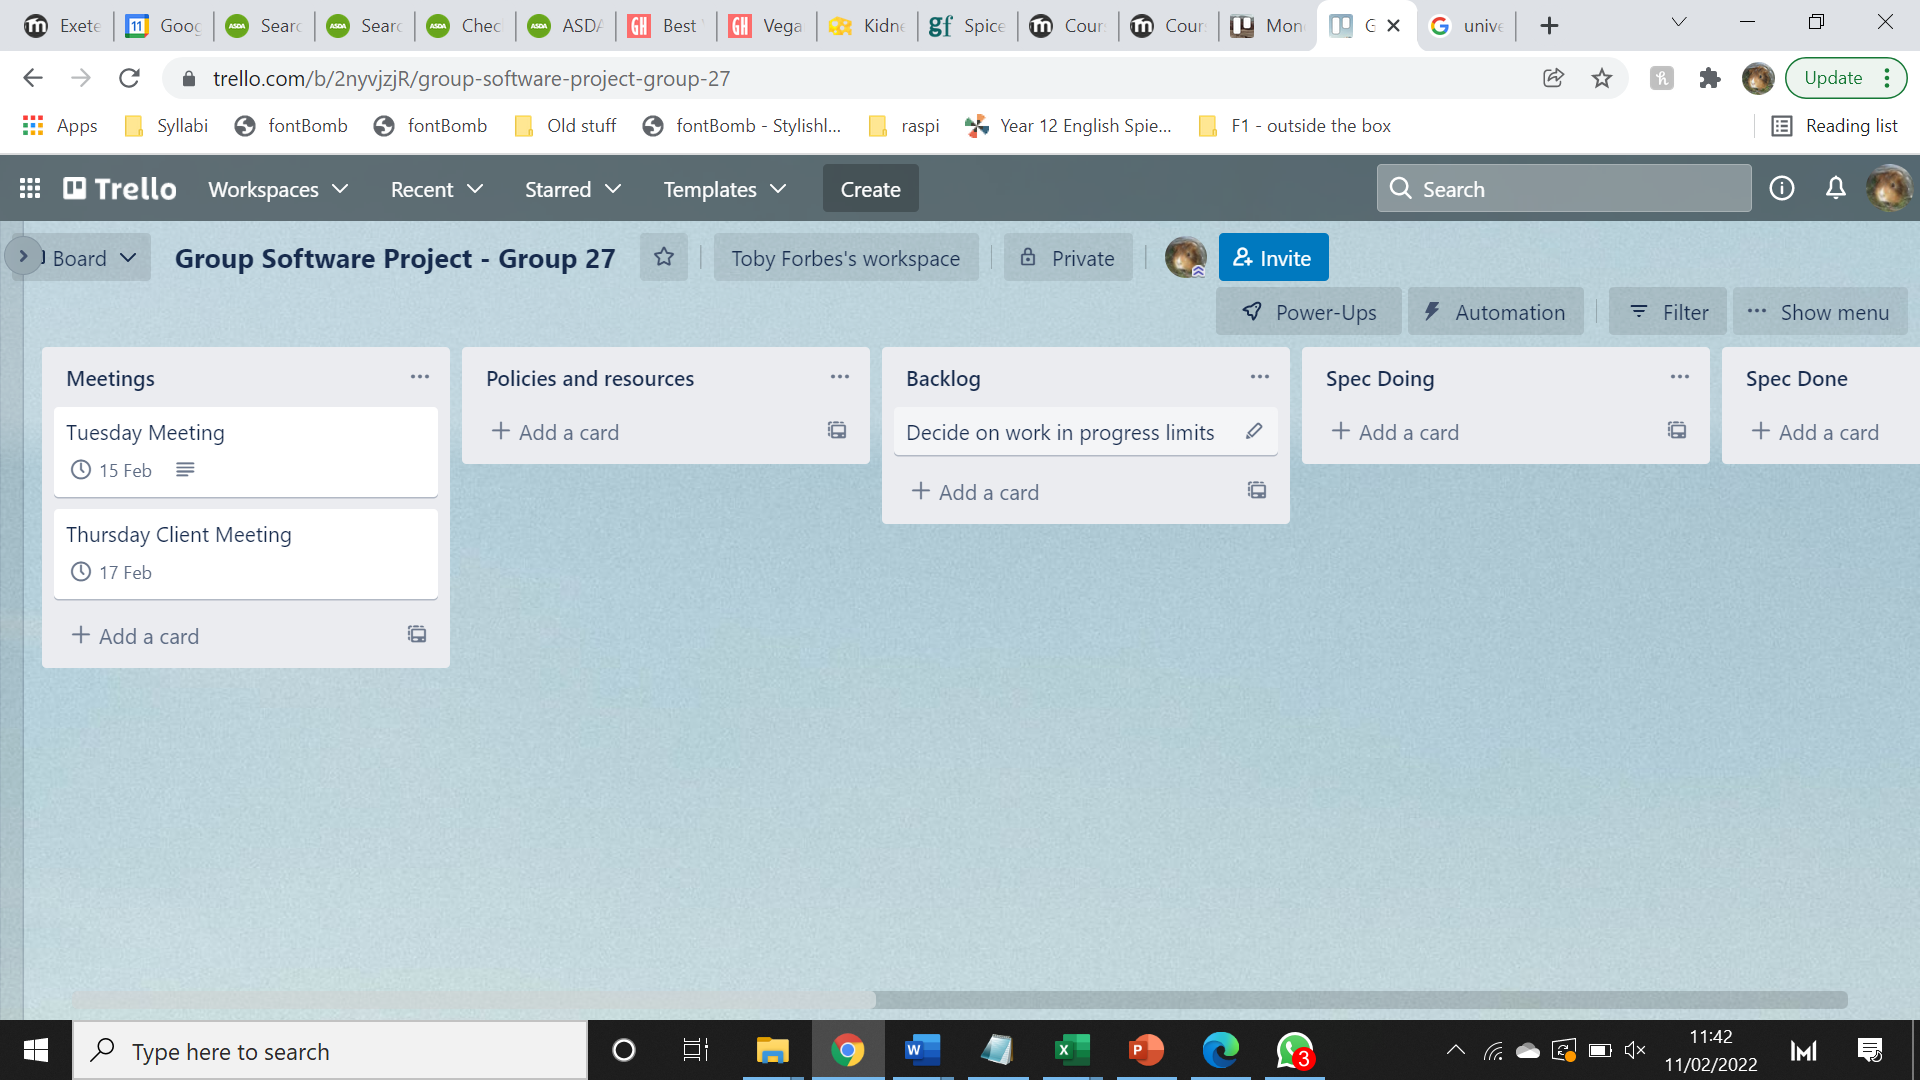 Exete
Goog
Searc
Searc
Chec
ASDA
Best
Vega
Kidne
Spice
Cour
Cour
Mon
G
unive
trello.com/b/2nyvjzjR/group-software-project-group-27
Update
Apps
Syllabi
fontBomb
fontBomb
Old stuff
fontBomb - Stylishl...
raspi
Year 12 English Spie...
F1 - outside the box
Reading list
Trello
Workspaces
Recent
Starred
Templates
Create
Search
Board
Group Software Project - Group 27
Toby Forbes's workspace
Private
Invite
Power-Ups
Automation
Filter
Show menu
Meetings
Tuesday Meeting
15 Feb
Thursday Client Meeting
17 Feb
Add a card
Policies and resources
Add a card
Backlog
Decide on work in progress limits
Add a card
Spec Doing
Add a card
Spec Done
Add a card
Type here to search
3
11:42
11/02/2022